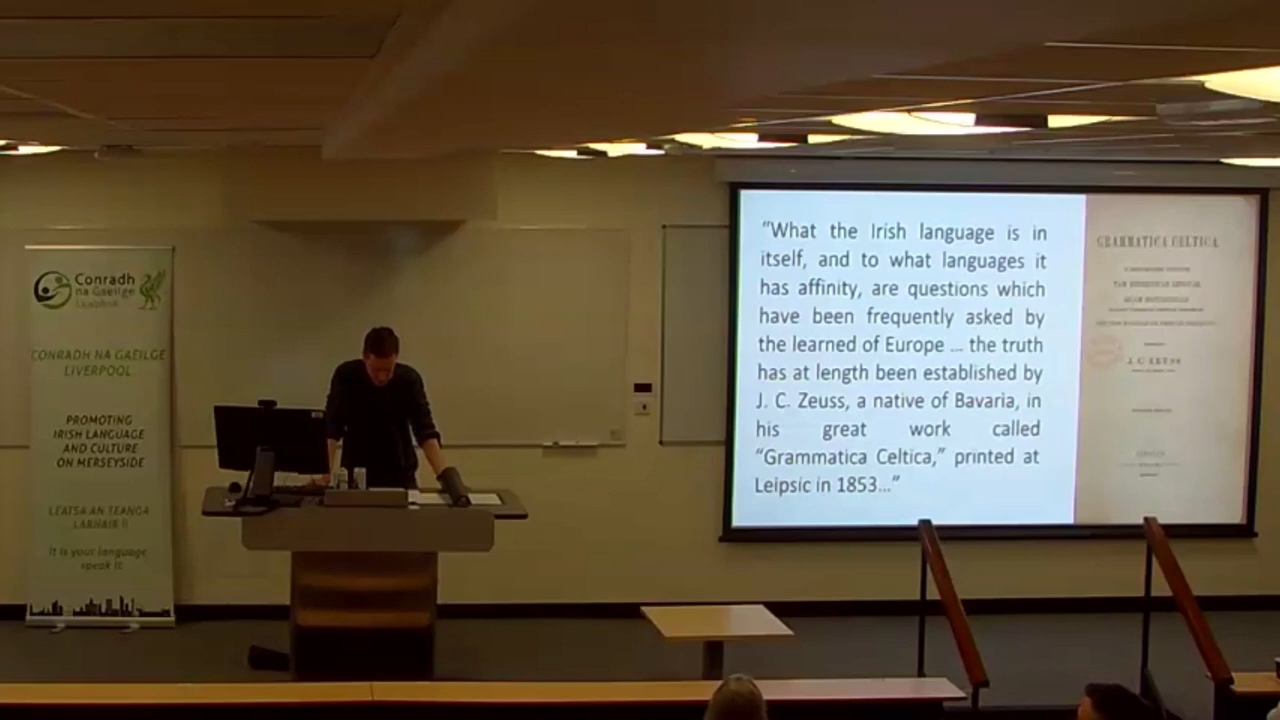 Conradh
na Gaeilge
CONRADH NA GAEILGE
LIVERPOOL
PROMOTING
IRISH LANGUAGE
AND CULTURE
ON MERSEYSIDE
LEATSA AN TEANGA
LABHAIR Í!
It is your language
speak it!
“What the Irish language is in
itself, and to what languages it
has affinity, are questions which
have been frequently asked by
the learned of Europe ... the truth
has at length been established by
J. C. Zeuss, a native of Bavaria, in
his great work called
“Grammatica Celtica,” printed at
Leipsic in 1853...”
GRAMMATICA CELTICA
J. C. ZEUSS